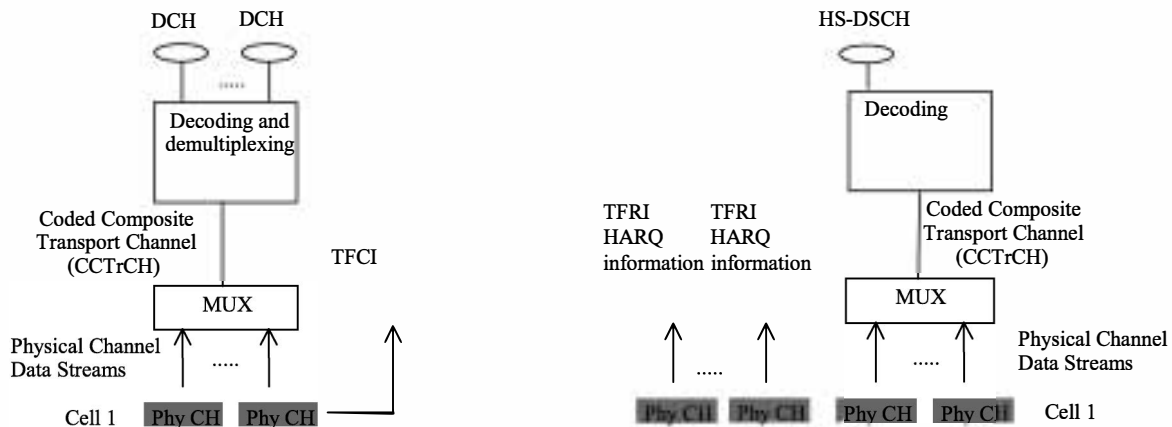 DCH DCH
.....
Decoding and
demultiplexing
Coded Composite
Transport Channel
(CCTrCH)
TFCI
MUX
Physical Channel
Data Streams
.....
Cell 1 Phy CH Phy CH
HS-DSCH
Decoding
TFRI TFRI
HARQ HARQ
information information
Coded Composite
Transport Channel
(CCTrCH)
MUX
Physical Channel
Data Streams
..... .....
Phy CH Phy CH Phy CH Phy CH Cell 1